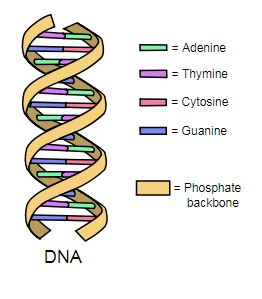 = Adenine
= Thymine
= Cytosine
= Guanine
= Phosphate
backbone
DNA